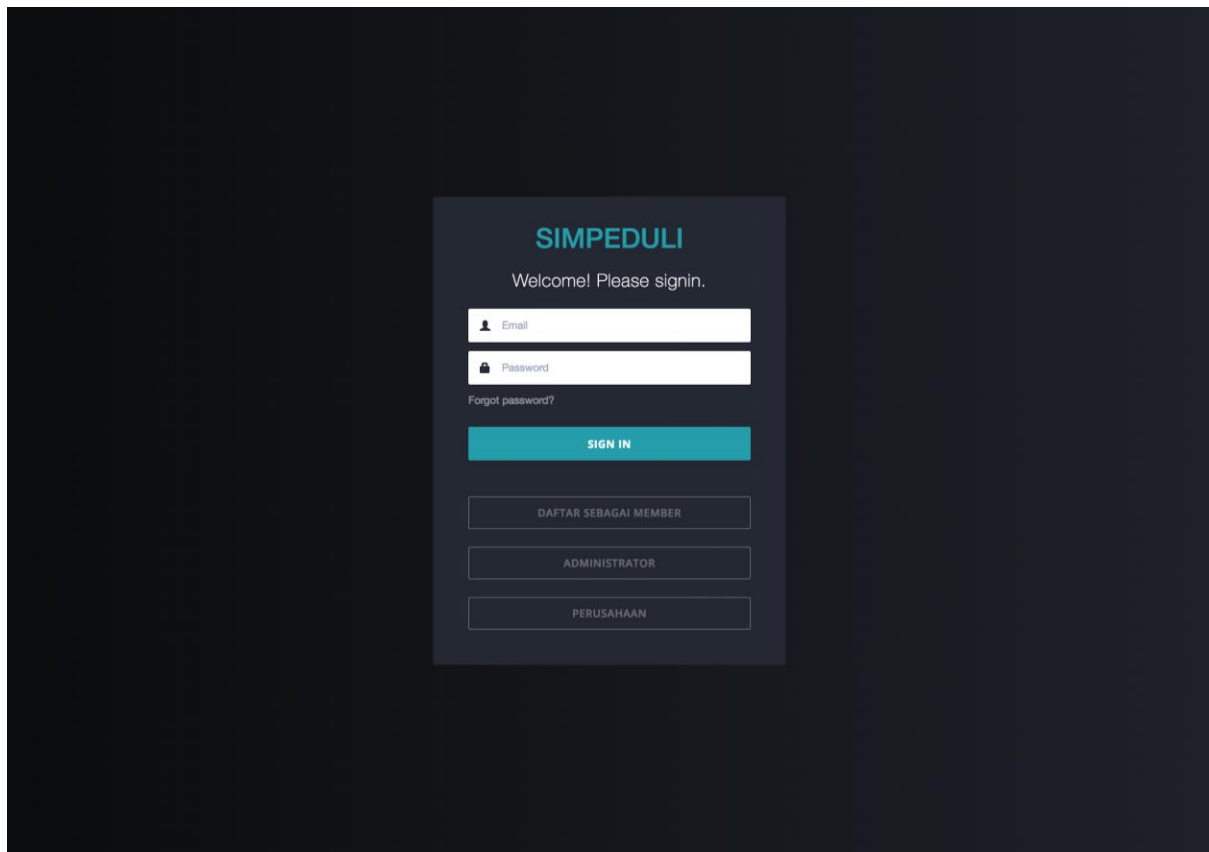 SIMPEDULI
Welcome! Please signin.
Email
Password
Forgot password?
SIGN IN
DAFTAR SEBAGAI MEMBER
ADMINISTRATOR
PERUSAHAAN